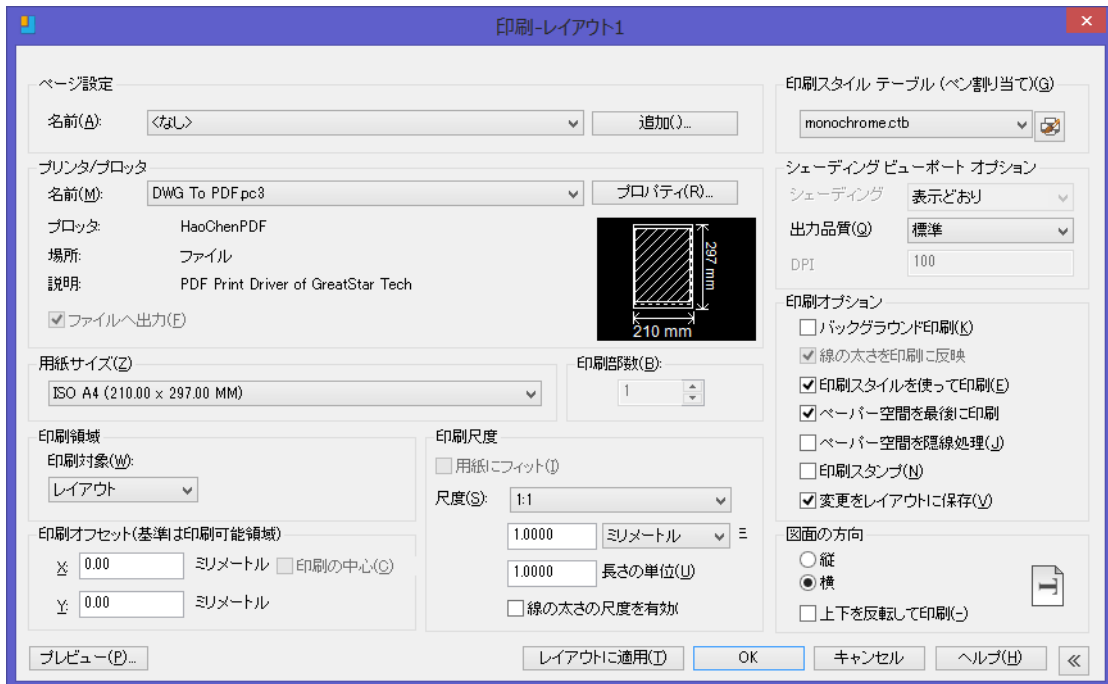 印刷-レイアウト1
ページ設定
名前(A):
<なし>
追加()...
プリンタ/プロッタ
名前(M):
DWG To PDF.pc3
プロパティ(R)...
プロッタ:
HaoChenPDF
場所:
ファイル
説明:
PDF Print Driver of GreatStar Tech
ファイルへ出力(F)
297 mm
210 mm
用紙サイズ(Z)
ISO A4 (210.00 x 297.00 MM)
印刷部数(B):
1
印刷領域
印刷対象(W):
レイアウト
印刷オフセット(基準は印刷可能領域)
X:
0.00
ミリメートル
印刷の中心(C)
Y:
0.00
ミリメートル
印刷尺度
用紙にフィット(I)
尺度(S):
1:1
1.0000
ミリメートル
1.0000
長さの単位(U)
線の太さの尺度を有効(
印刷スタイル テーブル (ペン割り当て)(G)
monochrome.ctb
シェーディング ビューポート オプション
シェーディング
表示どおり
出力品質(Q)
標準
DPI
100
印刷オプション
バックグラウンド印刷(K)
線の太さを印刷に反映
印刷スタイルを使って印刷(E)
ペーパー空間を最後に印刷
ペーパー空間を隠線処理(J)
印刷スタンプ(N)
変更をレイアウトに保存(V)
図面の方向
縦
横
上下を反転して印刷(-)
プレビュー(P)...
レイアウトに適用(T)
OK
キャンセル
ヘルプ(H)